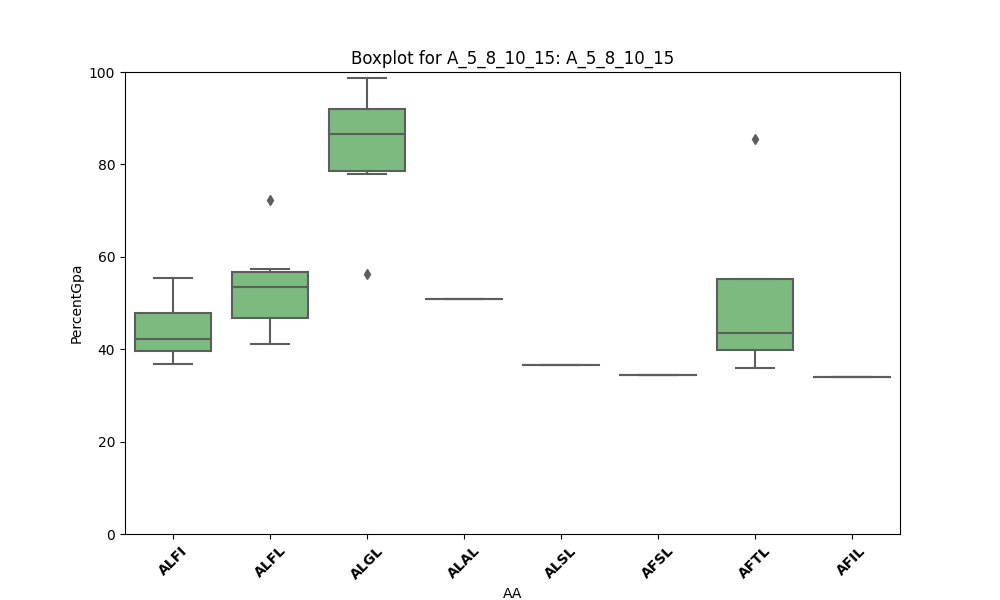 Boxplot for A_5_8_10_15: A_5_8_10_15
100
80
60
40
20
0
PercentGpa
ALFI
ALFL
ALGL
ALAL
ALSL
AFSL
AFTL
AFIL
AA